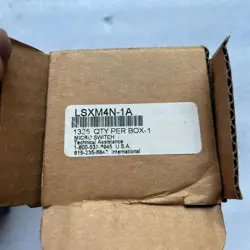 LSXM4N-1A
1335 QTY PER BOX-1
MICRO SWITCH
Technical Assistance
1-800-537-6945 U.S.A.
815-235-6847 International